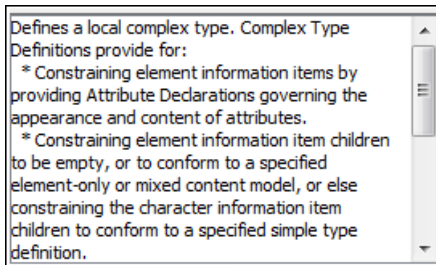 Defines a local complex type. Complex Type
Definitions provide for:
* Constraining element information items by
providing Attribute Declarations governing the
appearance and content of attributes.
* Constraining element information item children
to be empty, or to conform to a specified
element-only or mixed content model, or else
constraining the character information item
children to conform to a specified simple type
definition.